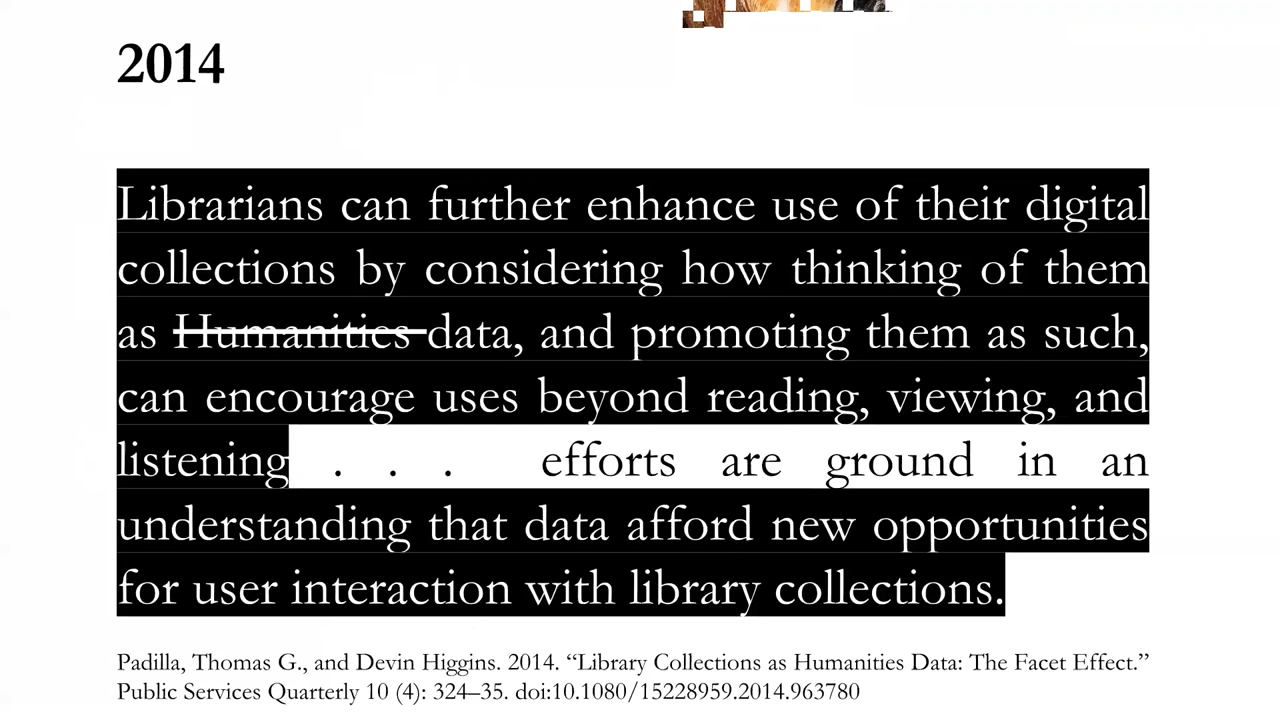 2014
Librarians can further enhance use of their digital
collections by considering how thinking of them
as Humanities data, and promoting them as such,
can encourage uses beyond reading, viewing, and
listening . . . efforts are ground in an
understanding that data afford new opportunities
for user interaction with library collections.
Padilla, Thomas G., and Devin Higgins. 2014. “Library Collections as Humanities Data: The Facet Effect.”
Public Services Quarterly 10 (4): 324–35. doi:10.1080/15228959.2014.963780